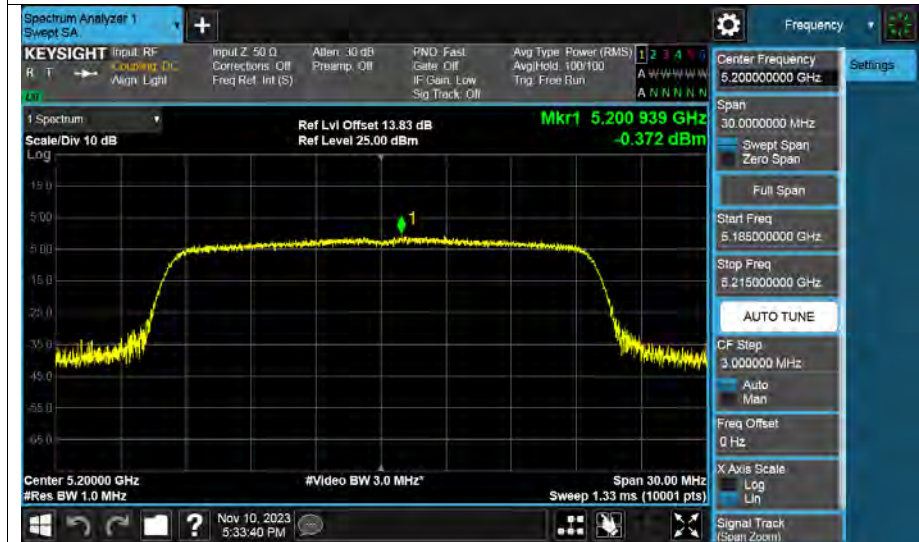 Spectrum Analyzer 1
Swept SA
+
Frequency
KEYSIGHT
R T
Input: RF
Coupling: DC
Align: Light
Input Z: 50 Ω
Corrections: Off
Freq Ref: Int (S)
Atten: 30 dB
Preamp: Off
PNO: Fast
Gate: Off
IF Gain: Low
Sig Track: Off
Avg Type: Power (RMS)
Avg|Hold: 100/100
Trig: Free Run
1 2 3 4 5 6
A W W W W W
A N N N N N
Settings
1 Spectrum
Scale/Div 10 dB
Log
Ref Lvl Offset 13.83 dB
Ref Level 25.00 dBm
Mkr1 5.200 939 GHz
-0.372 dBm
15.0
5.00
-5.00
-15.0
-25.0
-35.0
-45.0
-55.0
-65.0
1
Center 5.20000 GHz
#Res BW 1.0 MHz
#Video BW 3.0 MHz*
Span 30.00 MHz
Sweep 1.33 ms (10001 pts)
Center Frequency
5.200000000 GHz
Span
30.0000000 MHz
Swept Span
Zero Span
Full Span
Start Freq
5.185000000 GHz
Stop Freq
5.215000000 GHz
AUTO TUNE
CF Step
3.000000 MHz
Auto
Man
Freq Offset
0 Hz
X Axis Scale
Log
Lin
Signal Track
(Span Zoom)
?
Nov 10, 2023
5:33:40 PM